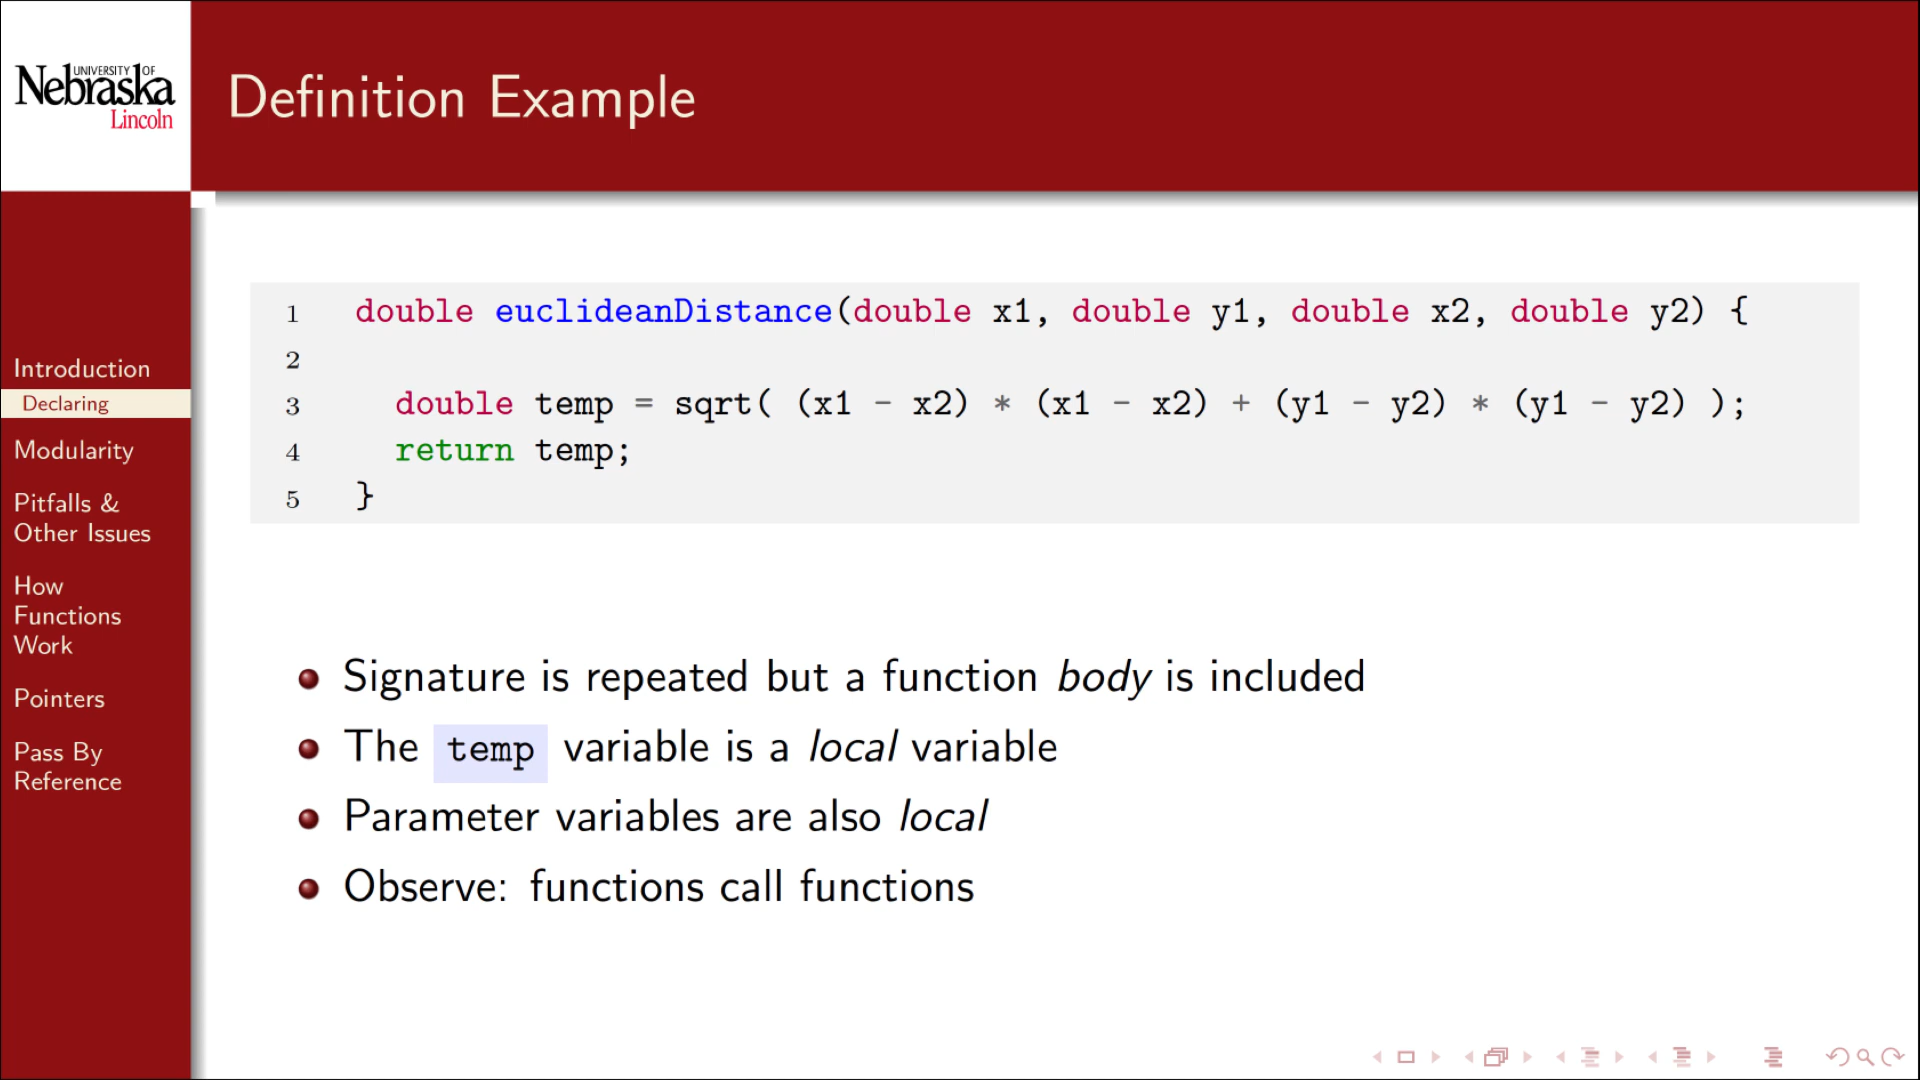 UNIVERSITY OF
Nebraska
Lincoln
Definition Example
Introduction
Declaring
Modularity
Pitfalls &
Other Issues
How
Functions
Work
Pointers
Pass By
Reference
1 double euclideanDistance(double x1, double y1, double x2, double y2) {
2
3 double temp = sqrt( (x1 - x2) * (x1 - x2) + (y1 - y2) * (y1 - y2) );
4 return temp;
5 }
Signature is repeated but a function body is included
The temp variable is a local variable
Parameter variables are also local
Observe: functions call functions